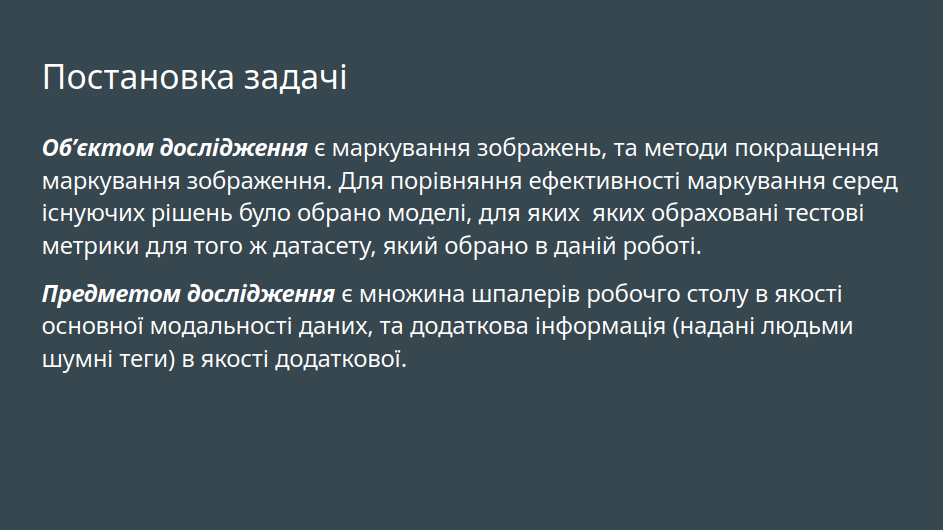 Постановка задачі
Об’єктом дослідження є маркування зображень, та методи покращення
маркування зображення. Для порівняння ефективності маркування серед
існуючих рішень було обрано моделі, для яких  яких обраховані тестові
метрики для того ж датасету, який обрано в даній роботі.
Предметом дослідження є множина шпалерів робочго столу в якості
основної модальності даних, та додаткова інформація (надані людьми
шумні теги) в якості додаткової.